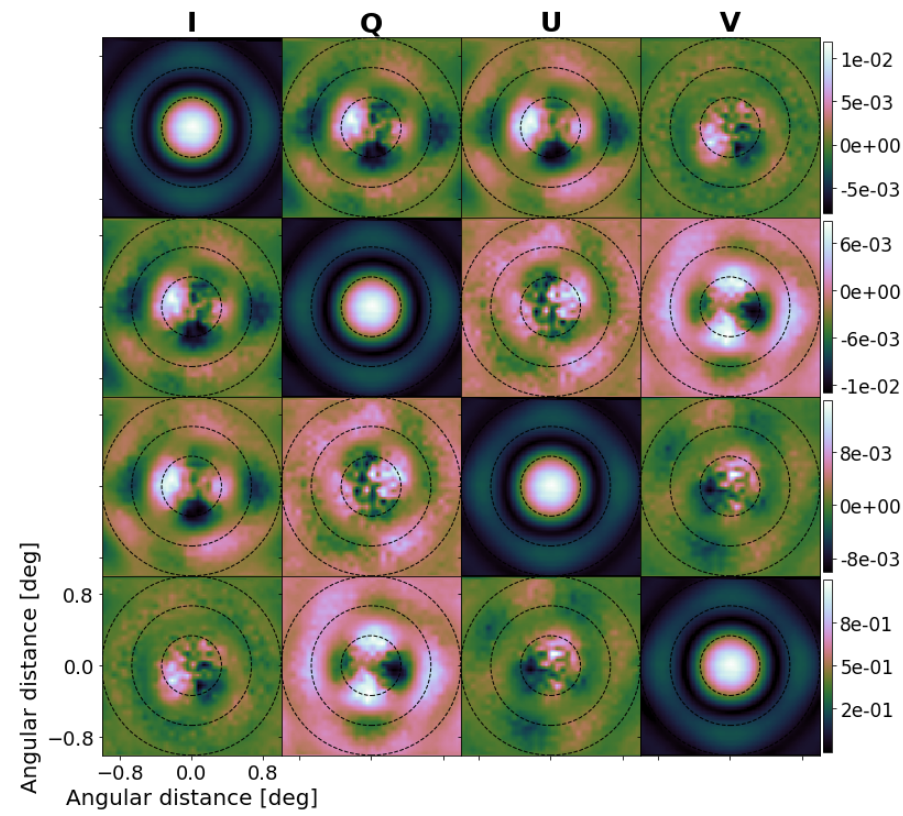 I Q U V
1e-02
5e-03
0e+00
-5e-03
6e-03
0e+00
-6e-03
-1e-02
8e-03
0e+00
-8e-03
8e-01
5e-01
2e-01
0.8
0.0
−0.8
Angular distance [deg]
−0.8 0.0 0.8
Angular distance [deg]